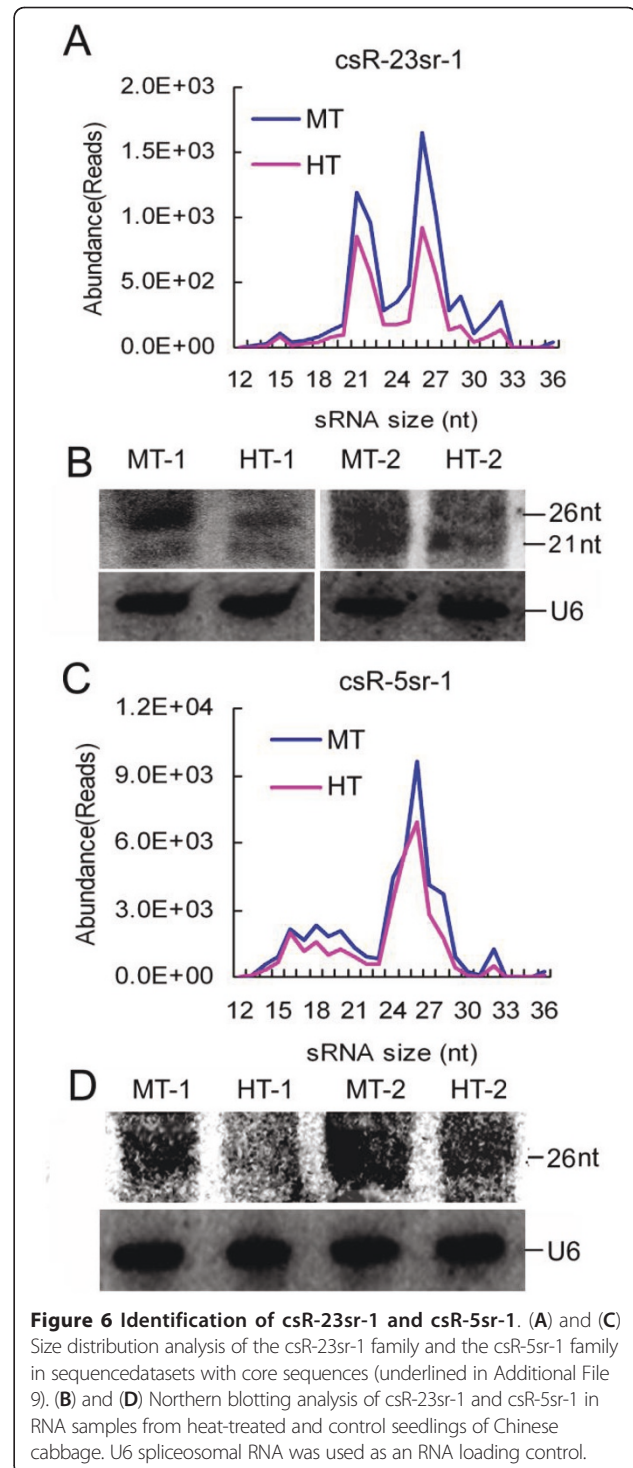 A
csR-23sr-1
2.0E+03
1.5E+03
1.0E+03
5.0E+02
0.0E+00
Abundance(Reads)
MT
HT
12 15 18 21 24 27 30 33 36
sRNA size (nt)
B
MT-1 HT-1 MT-2 HT-2
26nt
21nt
U6
C
csR-5sr-1
1.2E+04
9.0E+03
6.0E+03
3.0E+03
0.0E+00
Abundance(Reads)
MT
HT
12 15 18 21 24 27 30 33 36
sRNA size (nt)
D
MT-1 HT-1 MT-2 HT-2
26nt
U6
Figure 6 Identification of csR-23sr-1 and csR-5sr-1. (A) and (C)
Size distribution analysis of the csR-23sr-1 family and the csR-5sr-1 family
in sequencedatasets with core sequences (underlined in Additional File
9). (B) and (D) Northern blotting analysis of csR-23sr-1 and csR-5sr-1 in
RNA samples from heat-treated and control seedlings of Chinese
cabbage. U6 spliceosomal RNA was used as an RNA loading control.